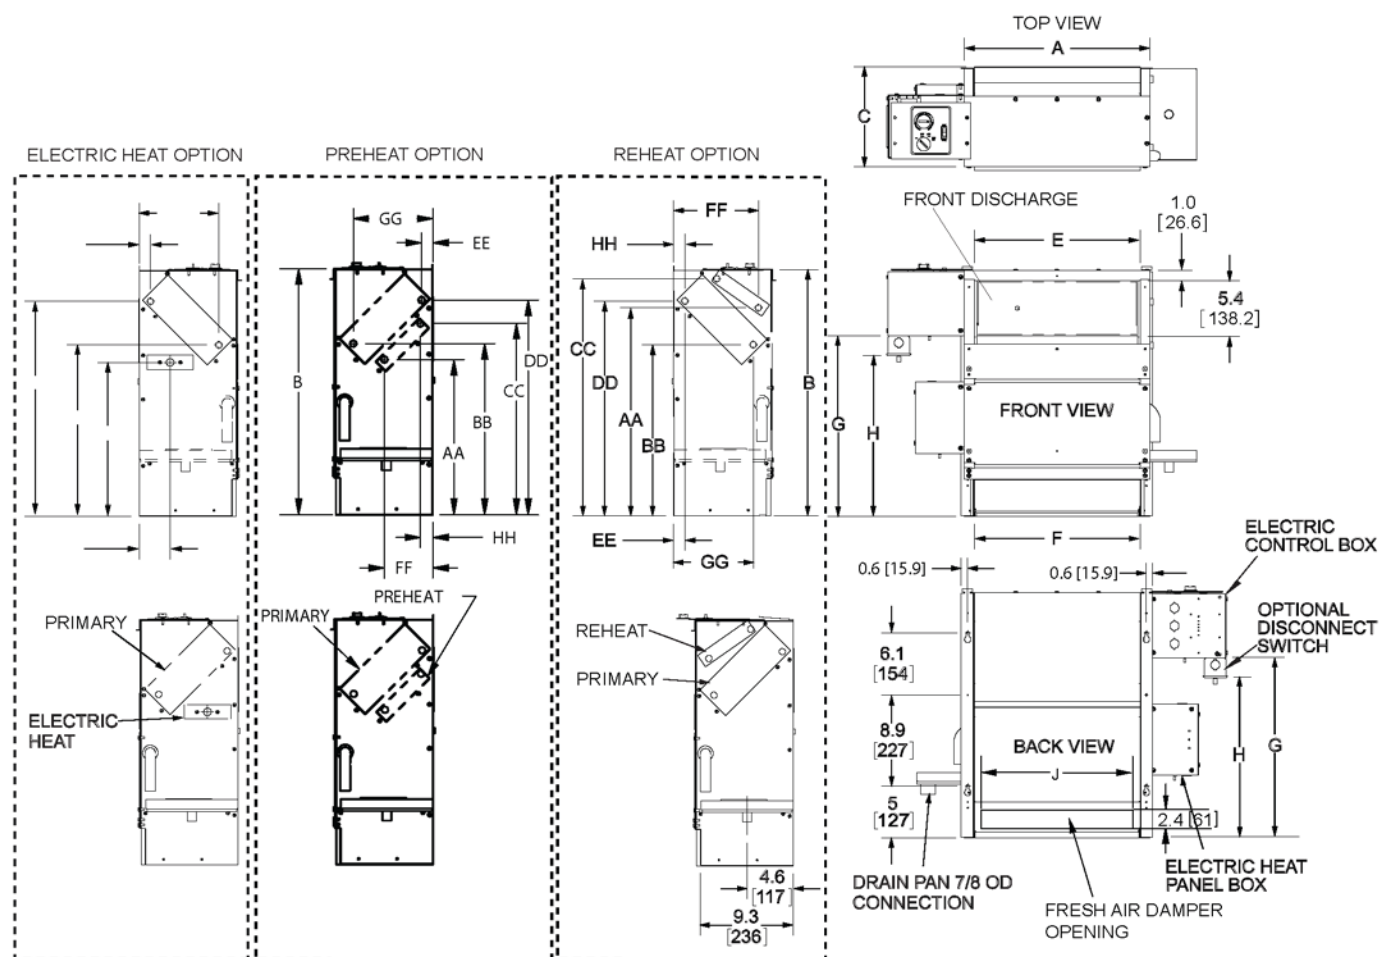 TOP VIEW
A
C
ELECTRIC HEAT OPTION
PREHEAT OPTION
REHEAT OPTION
GG
EE
B
DD
CC
BB
AA
HH
FF
FF
HH
CC
DD
AA
BB
B
EE
GG
FRONT DISCHARGE
1.0
[26.6]
E
5.4
[138.2]
G
H
FRONT VIEW
F
PRIMARY
ELECTRIC
HEAT
PRIMARY
PREHEAT
REHEAT
PRIMARY
4.6
[117]
9.3
[236]
0.6 [15.9]
0.6 [15.9]
ELECTRIC
CONTROL BOX
OPTIONAL
DISCONNECT
SWITCH
6.1
[154]
8.9
[227]
5
[127]
BACK VIEW
J
H
G
2.4 [61]
DRAIN PAN 7/8 OD
CONNECTION
ELECTRIC HEAT
PANEL BOX
FRESH AIR DAMPER
OPENING